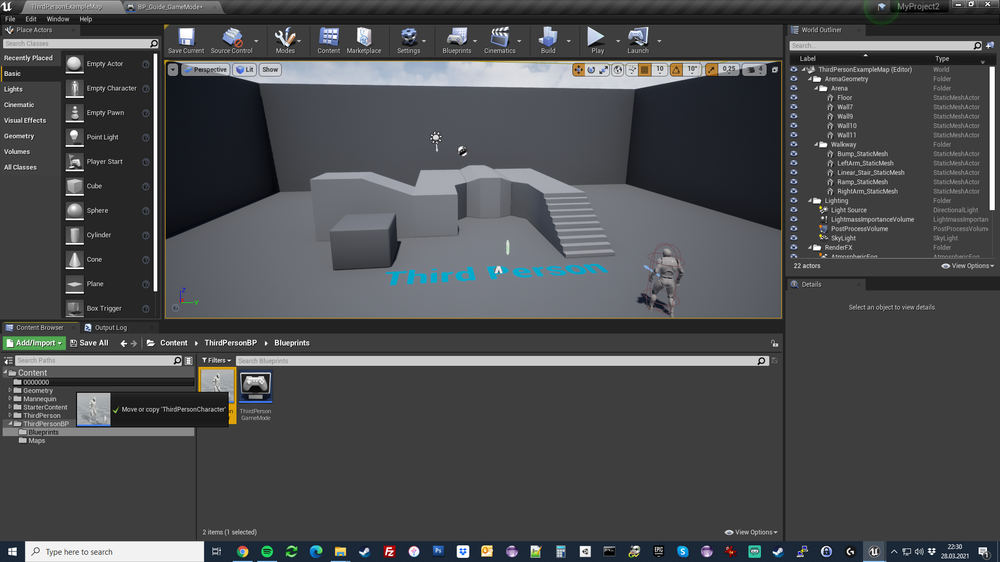 ThirdPersonExampleMap
BP_Guide_GameMode*
MyProject2
File Edit Window Help
Place Actors
Search Classes
Recently Placed
Basic
Lights
Cinematic
Visual Effects
Geometry
Volumes
All Classes
Empty Actor
Empty Character
Empty Pawn
Point Light
Player Start
Cube
Sphere
Cylinder
Cone
Plane
Box Trigger
Save Current
Source Control
Modes
Content
Marketplace
Settings
Blueprints
Cinematics
Build
Play
Launch
Perspective
Lit
Show
10
10°
0,25
4
Third Person
Z
Y
World Outliner
Search...
Label Type
ThirdPersonExampleMap (Editor) World
ArenaGeometry Folder
Arena Folder
Floor StaticMeshActor
Wall7 StaticMeshActor
Wall9 StaticMeshActor
Wall10 StaticMeshActor
Wall11 StaticMeshActor
Walkway Folder
Bump_StaticMesh StaticMeshActor
LeftArm_StaticMesh StaticMeshActor
Linear_Stair_StaticMesh StaticMeshActor
Ramp_StaticMesh StaticMeshActor
RightArm_StaticMesh StaticMeshActor
Lighting Folder
Light Source DirectionalLight
LightmassImportanceVolume LightmassImportan
PostProcessVolume PostProcessVolum
SkyLight SkyLight
RenderFX Folder
AtmosphericFog AtmosphericFog
22 actors
View Options
Details
Select an object to view details.
Content Browser
Output Log
Add/Import
Save All
Content
ThirdPersonBP
Blueprints
Search Paths
Filters
Search Blueprints
Content
0000000
Geometry
Mannequin
StarterContent
ThirdPerson
ThirdPersonBP
Blueprints
Maps
Move or copy 'ThirdPersonCharacter'
ThirdPerson
GameMode
2 items (1 selected)
View Options
Type here to search
Ps
EPIC
GAMES
64
22:30
28.03.2021
1